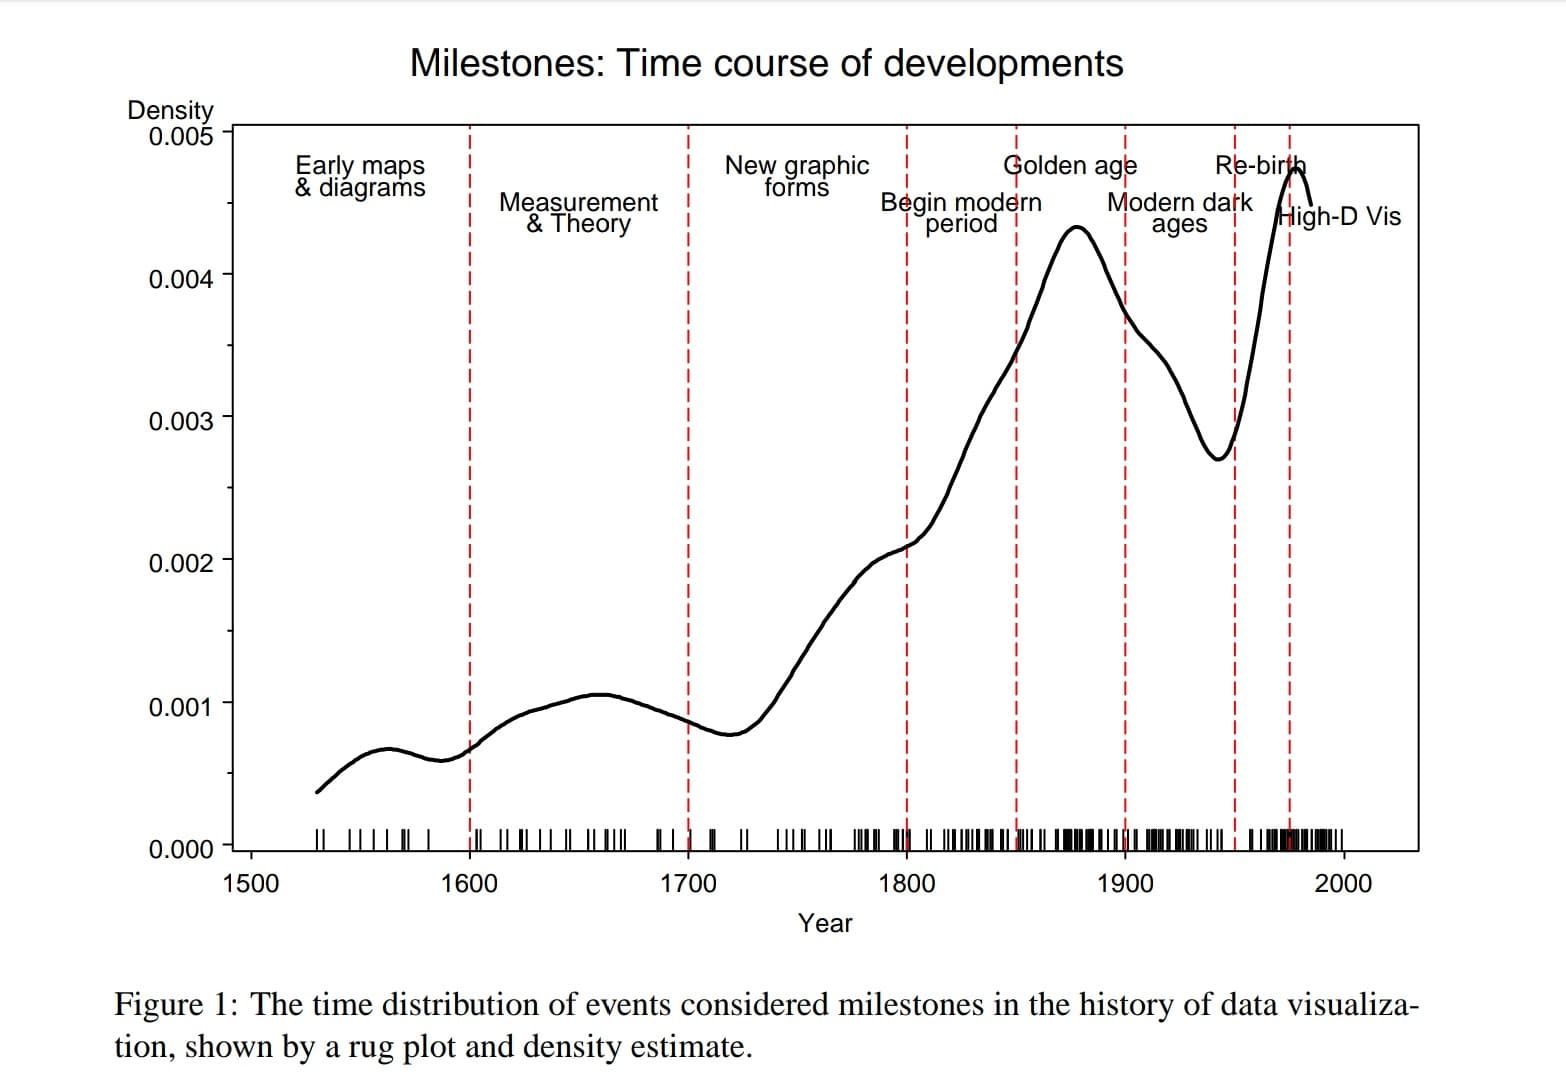 Milestones: Time course of developments
Density
0.005
0.004
0.003
0.002
0.001
0.000
Early maps
& diagrams
Measurement
& Theory
New graphic
forms
Begin modern
period
Golden age
Modern dark
ages
Re-birth
High-D Vis
1500 1600 1700 1800 1900 2000
Year
Figure 1: The time distribution of events considered milestones in the history of data visualiza-
tion, shown by a rug plot and density estimate.